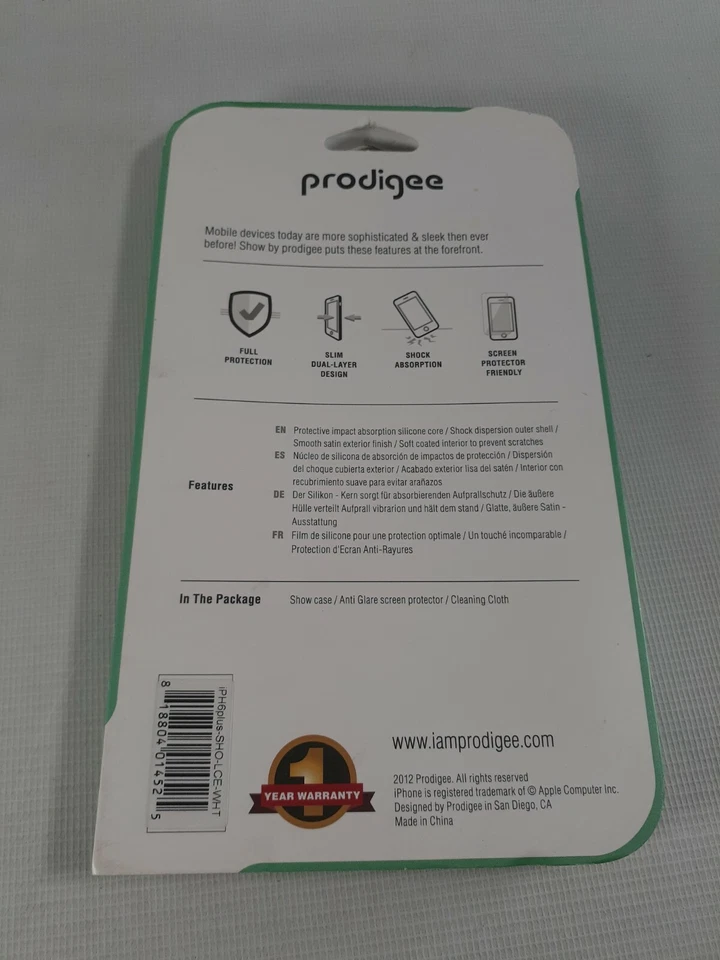 prodigee
Mobile devices today are more sophisticated & sleek then ever
before! Show by prodigee puts these features at the forefront.
FULL
PROTECTION
SLIM
DUAL-LAYER
DESIGN
SHOCK
ABSORPTION
SCREEN
PROTECTOR
FRIENDLY
Features
EN Protective impact absorption silicone core / Shock dispersion outer shell /
Smooth satin exterior finish / Soft coated interior to prevent scratches
ES Núcleo de silicona de absorción de impactos de protección / Dispersión
del choque cubierta exterior / Acabado exterior lisa del satén / Interior con
recubrimiento suave para evitar arañazos
DE Der Silikon - Kern sorgt für absorbierenden Aufprallschutz / Die äußere
Hülle verteilt Aufprall vibrarion und hält dem stand / Glatte, äußere Satin -
Ausstattung
FR Film de silicone pour une protection optimale / Un touché incomparable /
Protection d'Ecran Anti-Rayures
In The Package Show case / Anti Glare screen protector / Cleaning Cloth
iPH6plus-SHO-LCE-WHT
8 18804 01452 5
1
YEAR WARRANTY
www.iamprodigee.com
2012 Prodigee. All rights reserved
iPhone is registered trademark of © Apple Computer Inc.
Designed by Prodigee in San Diego, CA
Made in China